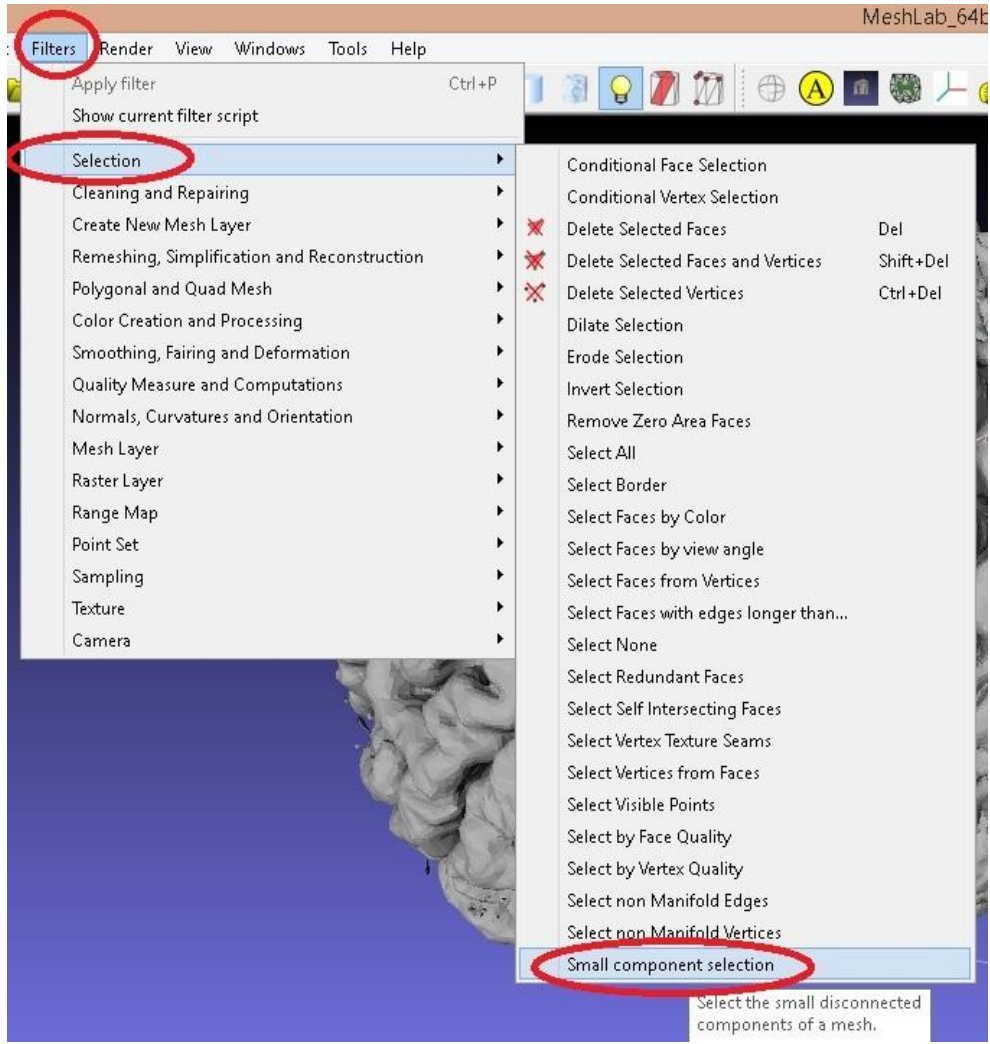 MeshLab_64b
Filters Render View Windows Tools Help
Apply filter Ctrl+P
Show current filter script
A
Selection
Cleaning and Repairing
Create New Mesh Layer
Remeshing, Simplification and Reconstruction
Polygonal and Quad Mesh
Color Creation and Processing
Smoothing, Fairing and Deformation
Quality Measure and Computations
Normals, Curvatures and Orientation
Mesh Layer
Raster Layer
Range Map
Point Set
Sampling
Texture
Camera
Conditional Face Selection
Conditional Vertex Selection
Delete Selected Faces Del
Delete Selected Faces and Vertices Shift+Del
Delete Selected Vertices Ctrl+Del
Dilate Selection
Erode Selection
Invert Selection
Remove Zero Area Faces
Select All
Select Border
Select Faces by Color
Select Faces by view angle
Select Faces from Vertices
Select Faces with edges longer than...
Select None
Select Redundant Faces
Select Self Intersecting Faces
Select Vertex Texture Seams
Select Vertices from Faces
Select Visible Points
Select by Face Quality
Select by Vertex Quality
Select non Manifold Edges
Select non Manifold Vertices
Small component selection
Select the small disconnected
components of a mesh.